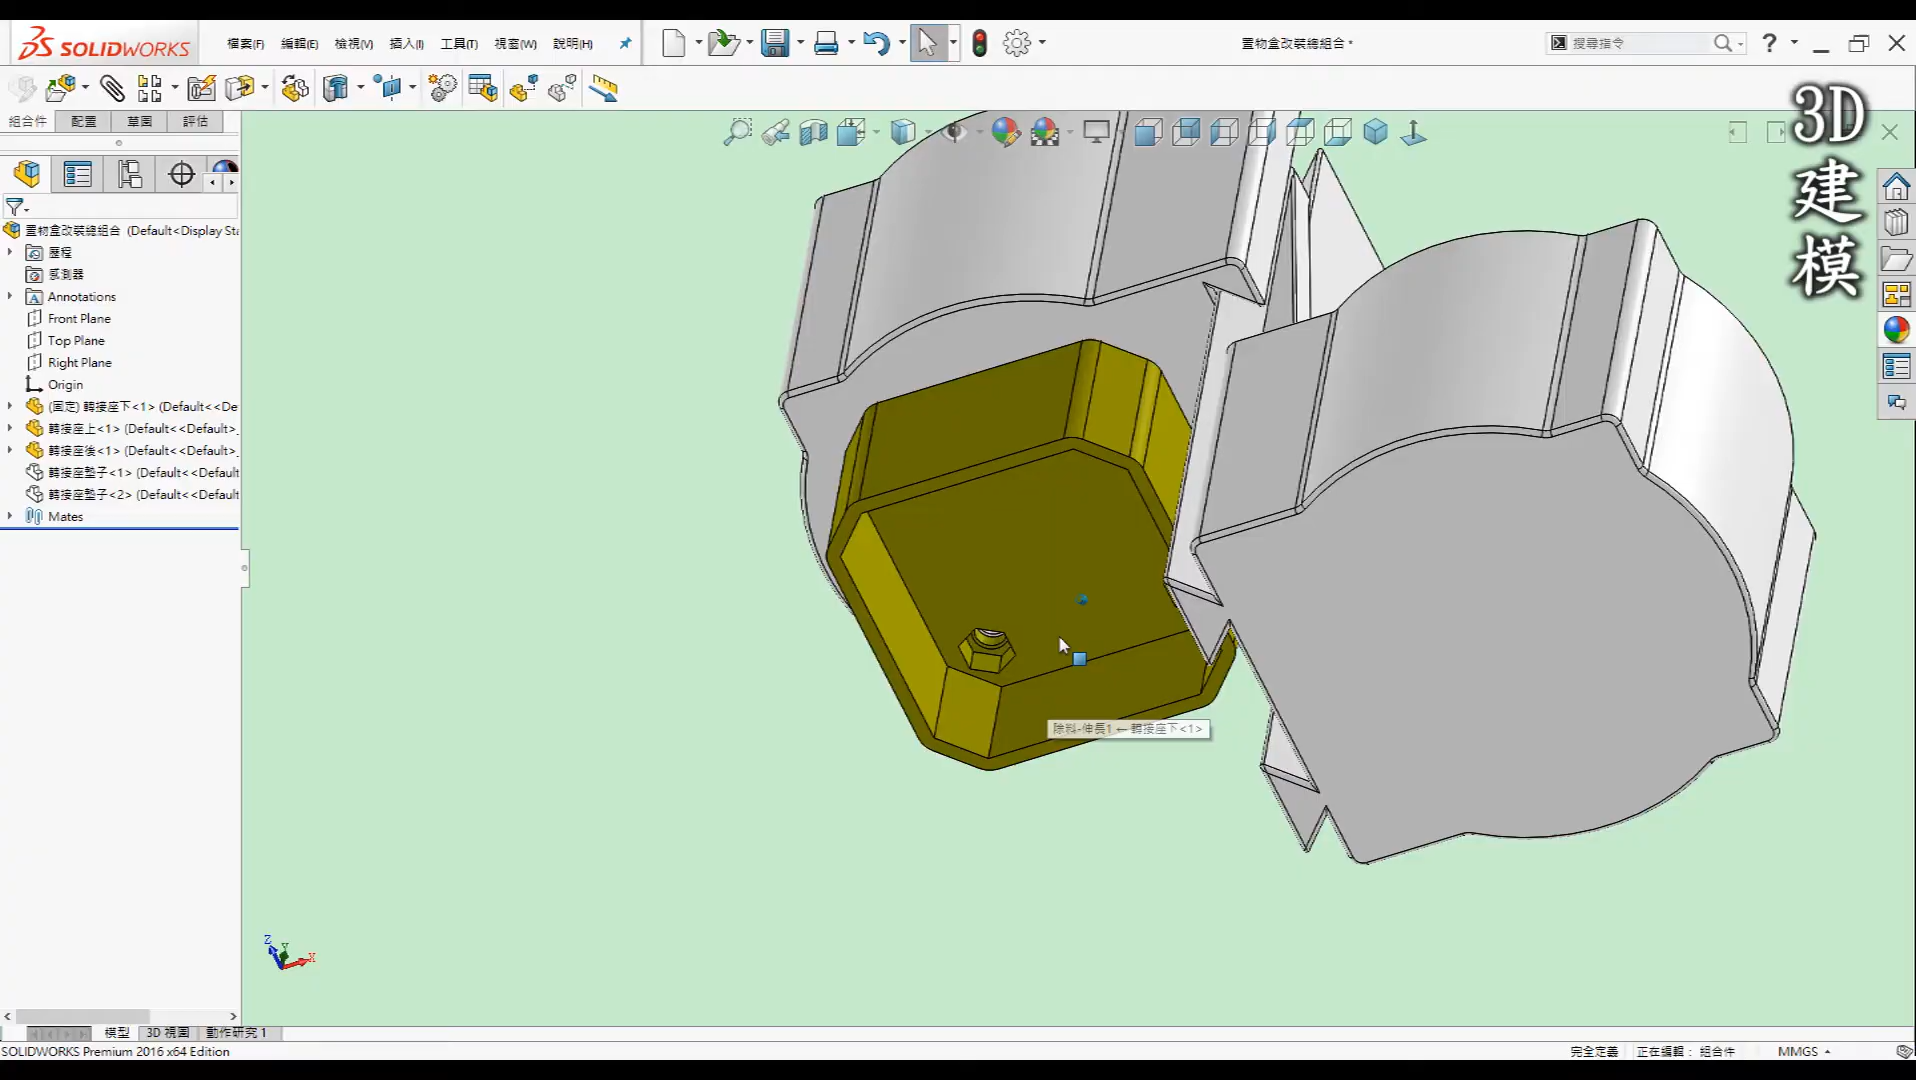 SOLIDWORKS
檔案(F) 編輯(E) 檢視(V) 插入(I) 工具(T) 視窗(W) 說明(H)
置物盒改裝總組合 *
搜尋指令
?
組合件 配置 草圖 評估
置物盒改裝總組合 (Default<Display Sta
歷程
感測器
A Annotations
Front Plane
Top Plane
Right Plane
Origin
(固定) 轉接座下<1> (Default<<De
轉接座上<1> (Default<<Default>_
轉接座後<1> (Default<<Default>_
轉接座墊子<1> (Default<<Default
轉接座墊子<2> (Default<<Default
Mates
3D
建
模
除料-伸長1 ← 轉接座下<1>
Z Y X
模型 3D 視圖 動作研究 1
SOLIDWORKS Premium 2016 x64 Edition
完全定義 正在編輯： 組合件 MMGS